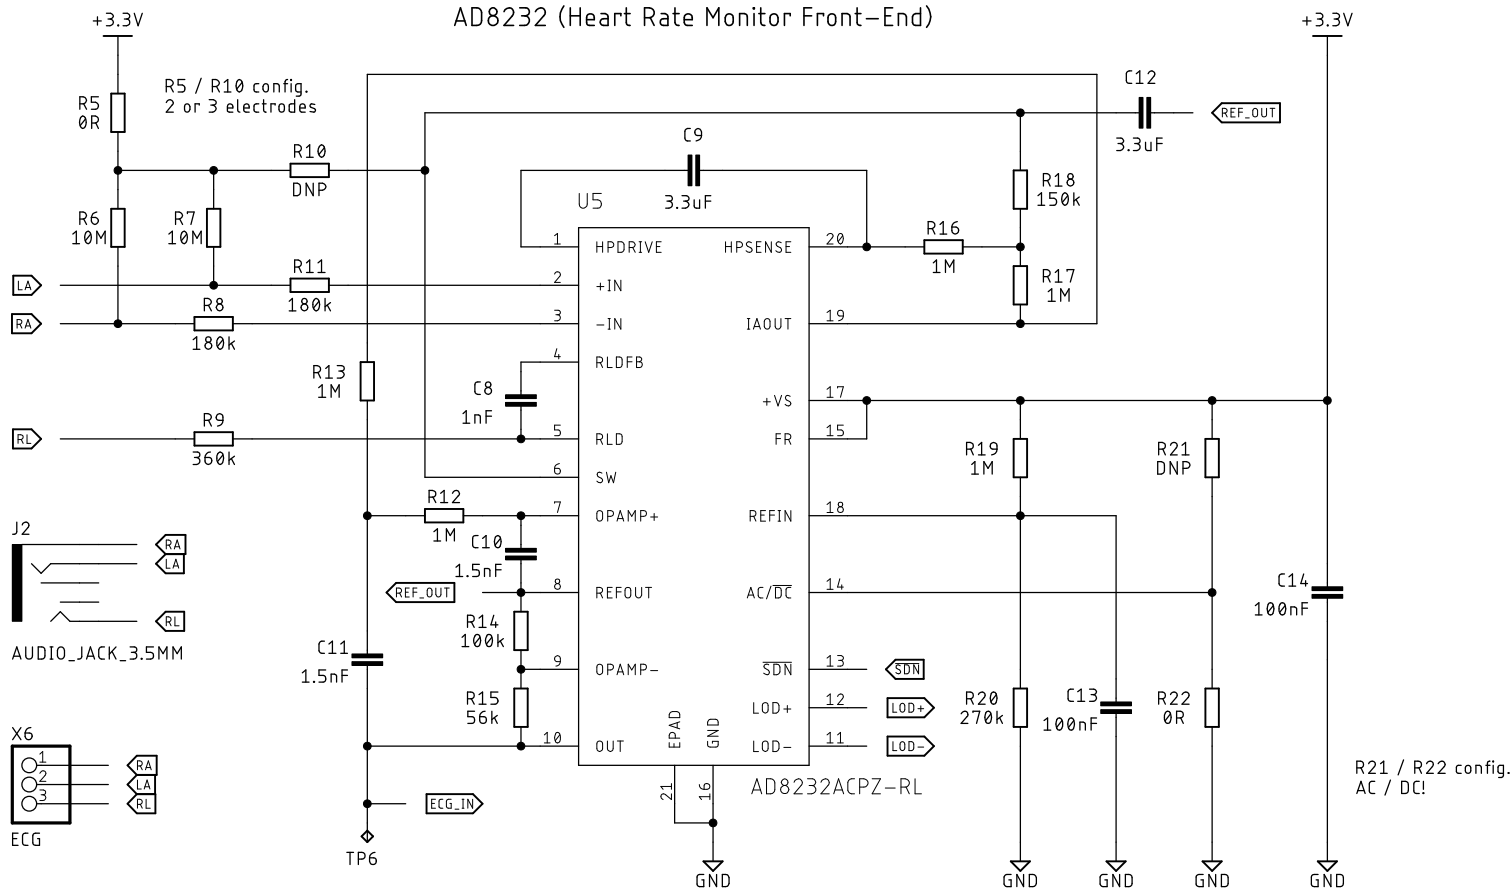 AD8232 (Heart Rate Monitor Front-End)
+3.3V
+3.3V
R5 / R10 config.
2 or 3 electrodes
R5
0R
C12
3.3uF
REF_OUT
R10
DNP
C9
3.3uF
R6
10M
R7
10M
R18
150k
U5
R16
1M
R17
1M
LA
R11
180k
RA
R8
180k
1 HPDRIVE
2 +IN
3 -IN
4 RLDFB
5 RLD
6 SW
7 OPAMP+
8 REFOUT
9 OPAMP-
10 OUT
HPSENSE 20
IAOUT 19
+VS 17
FR 15
REFIN 18
AC/DC 14
SDN 13
LOD+ 12
LOD- 11
EPAD
GND
21
16
AD8232ACPZ-RL
R13
1M
C8
1nF
RL
R9
360k
R19
1M
R21
DNP
R12
1M
C10
1.5nF
REF_OUT
R14
100k
R15
56k
C11
1.5nF
C14
100nF
SDN
LOD+
LOD-
R20
270k
C13
100nF
R22
0R
J2
RA
LA
RL
AUDIO_JACK_3.5MM
X6
1
2
3
RA
LA
RL
ECG
ECG_IN
TP6
R21 / R22 config.
AC / DC!
GND
GND
GND
GND
GND